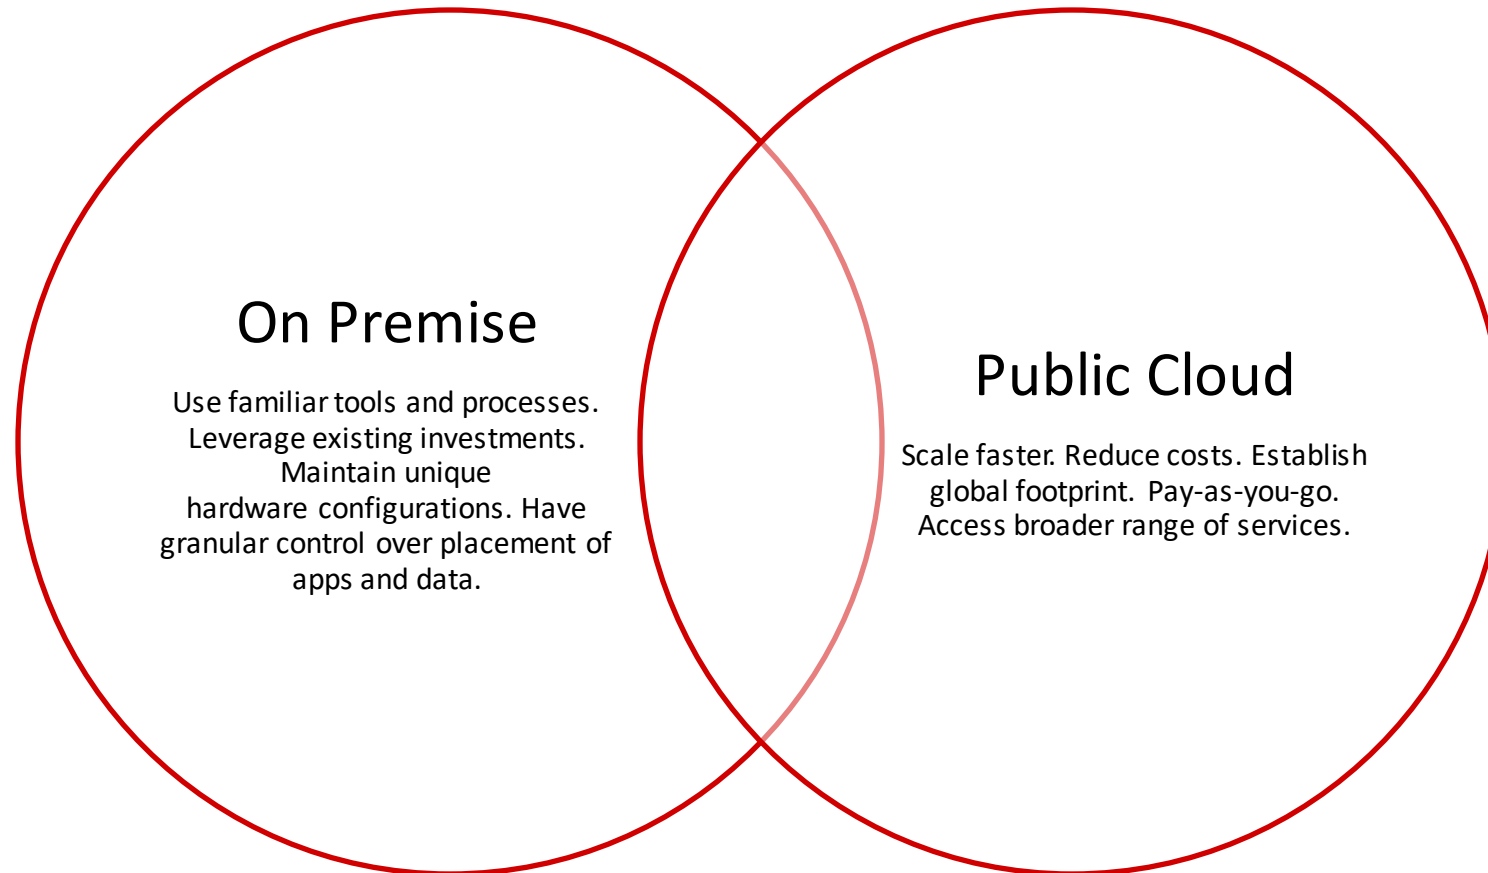 On Premise
Use familiar tools and processes.
Leverage existing investments.
Maintain unique
hardware configurations. Have
granular control over placement of
apps and data.
Public Cloud
Scale faster. Reduce costs. Establish
global footprint. Pay-as-you-go.
Access broader range of services.